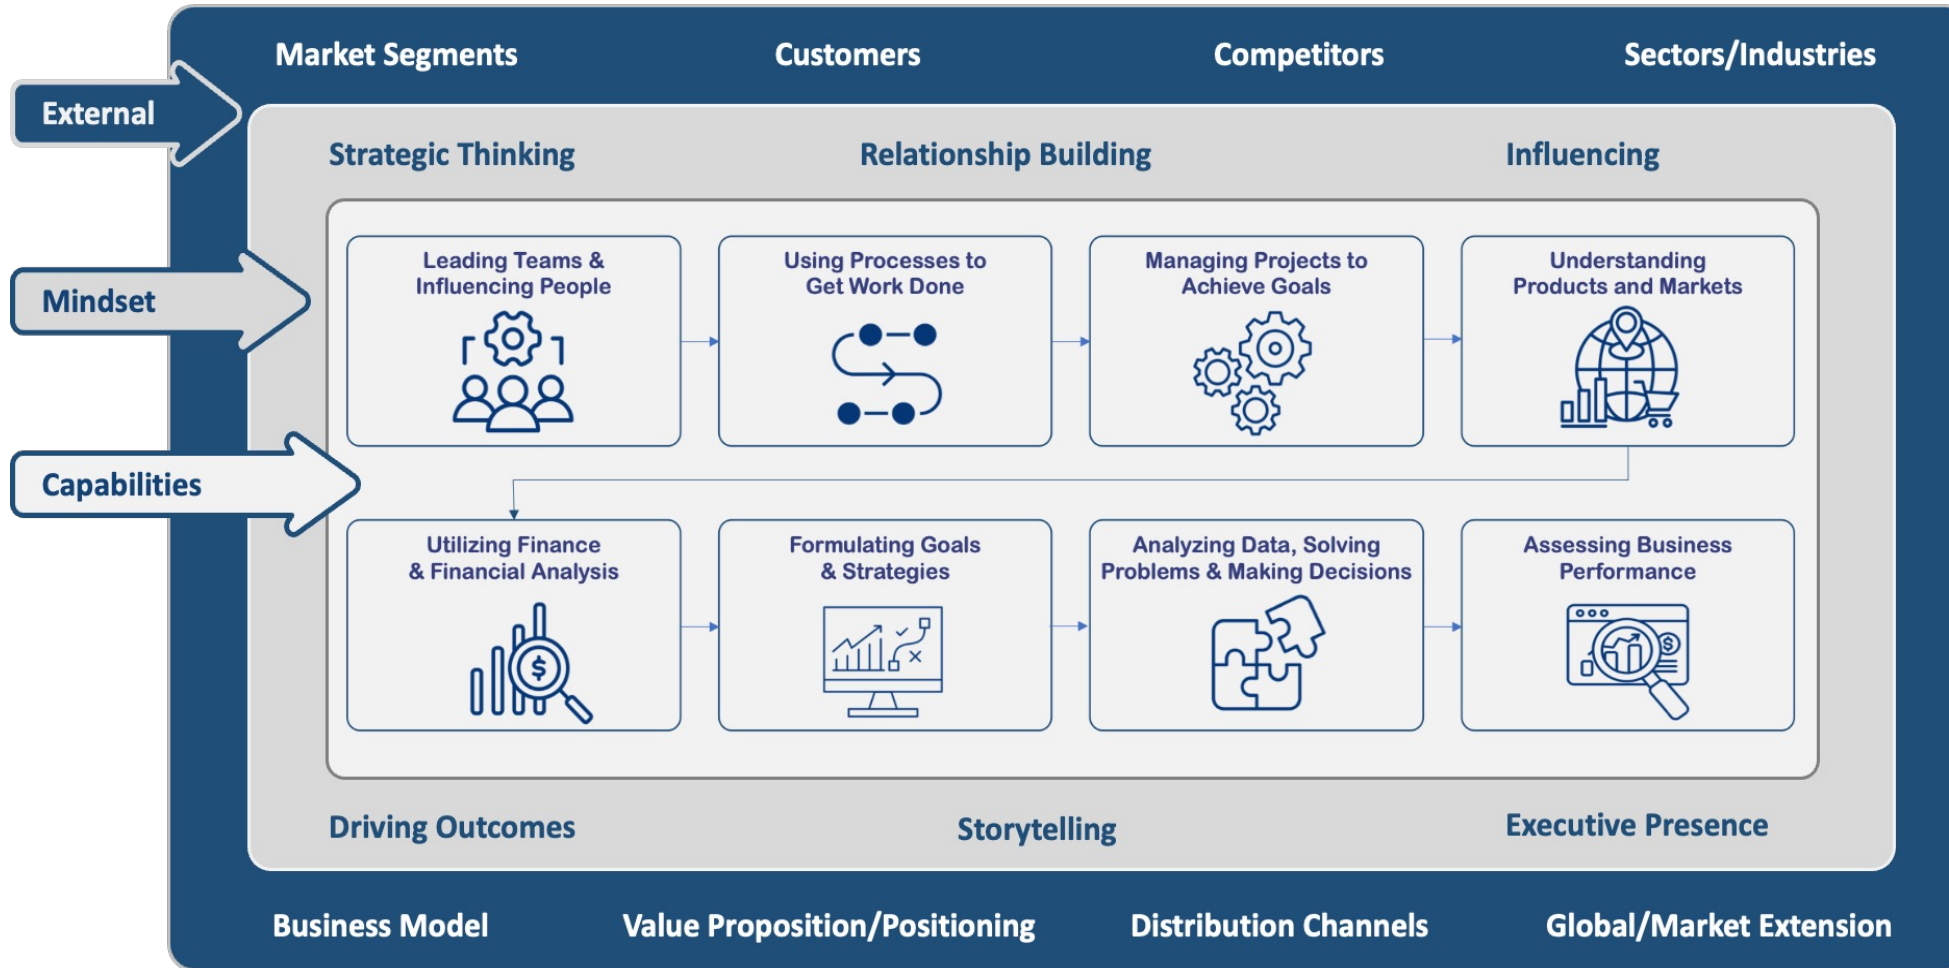 Market Segments
Customers
Competitors
Sectors/Industries
External
Strategic Thinking
Relationship Building
Influencing
Leading Teams &
Influencing People
Using Processes to
Get Work Done
Managing Projects to
Achieve Goals
Understanding
Products and Markets
Mindset
Capabilities
Utilizing Finance
& Financial Analysis
$
Formulating Goals
& Strategies
Analyzing Data, Solving
Problems & Making Decisions
Assessing Business
Performance
$
Driving Outcomes
Storytelling
Executive Presence
Business Model
Value Proposition/Positioning
Distribution Channels
Global/Market Extension